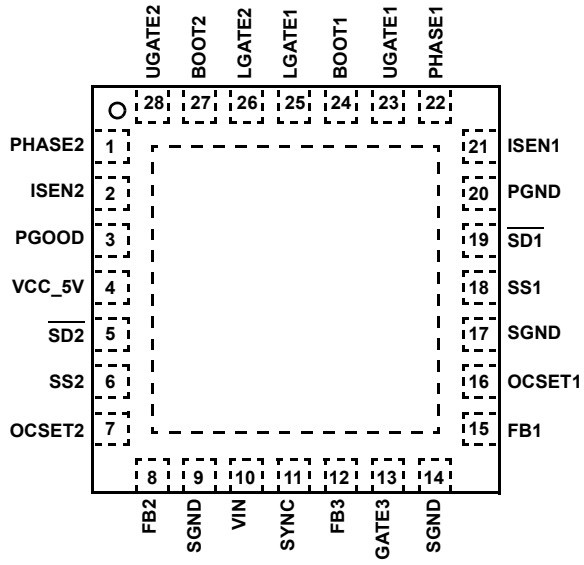 UGATE2 BOOT2 LGATE2 LGATE1 BOOT1 UGATE1 PHASE1
28 27 26 25 24 23 22
PHASE2 1 21 ISEN1
ISEN2 2 20 PGND
PGOOD 3 19 SD1
VCC_5V 4 18 SS1
SD2 5 17 SGND
SS2 6 16 OCSET1
OCSET2 7 15 FB1
8 9 10 11 12 13 14
FB2 SGND VIN SYNC FB3 GATE3 SGND